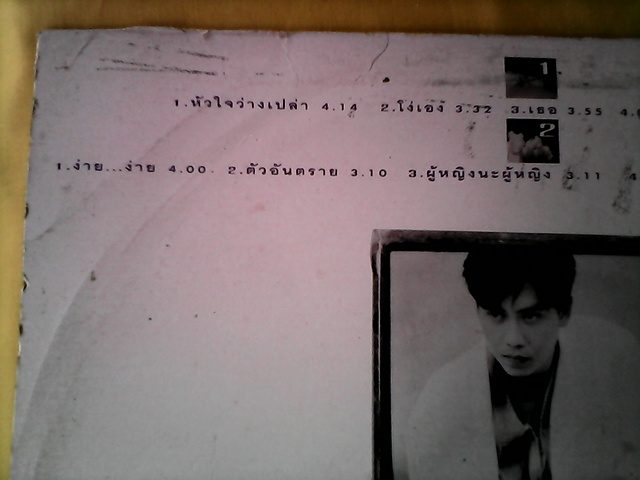 1
1.หัวใจว่างเปล่า 4.14 2.โง่เอง 3.32 3.เธอ 3.55 4.
2
1.ง่าย...ง่าย 4.00 2.ตัวอันตราย 3.10 3.ผู้หญิงนะผู้หญิง 3.11 4